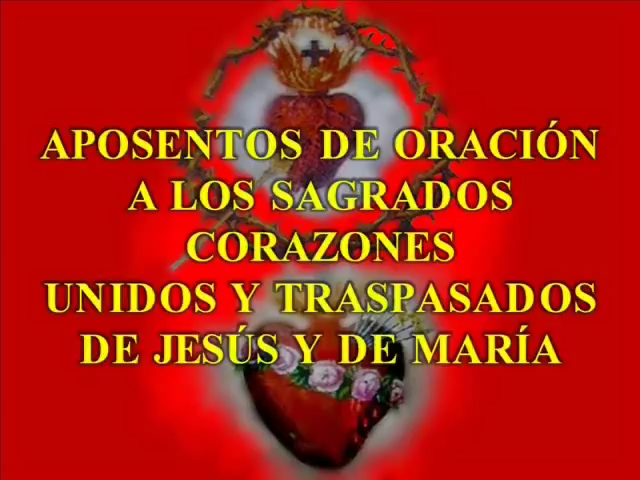 APOSENTOS DE ORACIÓN
A LOS SAGRADOS
CORAZONES
UNIDOS Y TRASPASADOS
DE JESÚS Y DE MARÍA